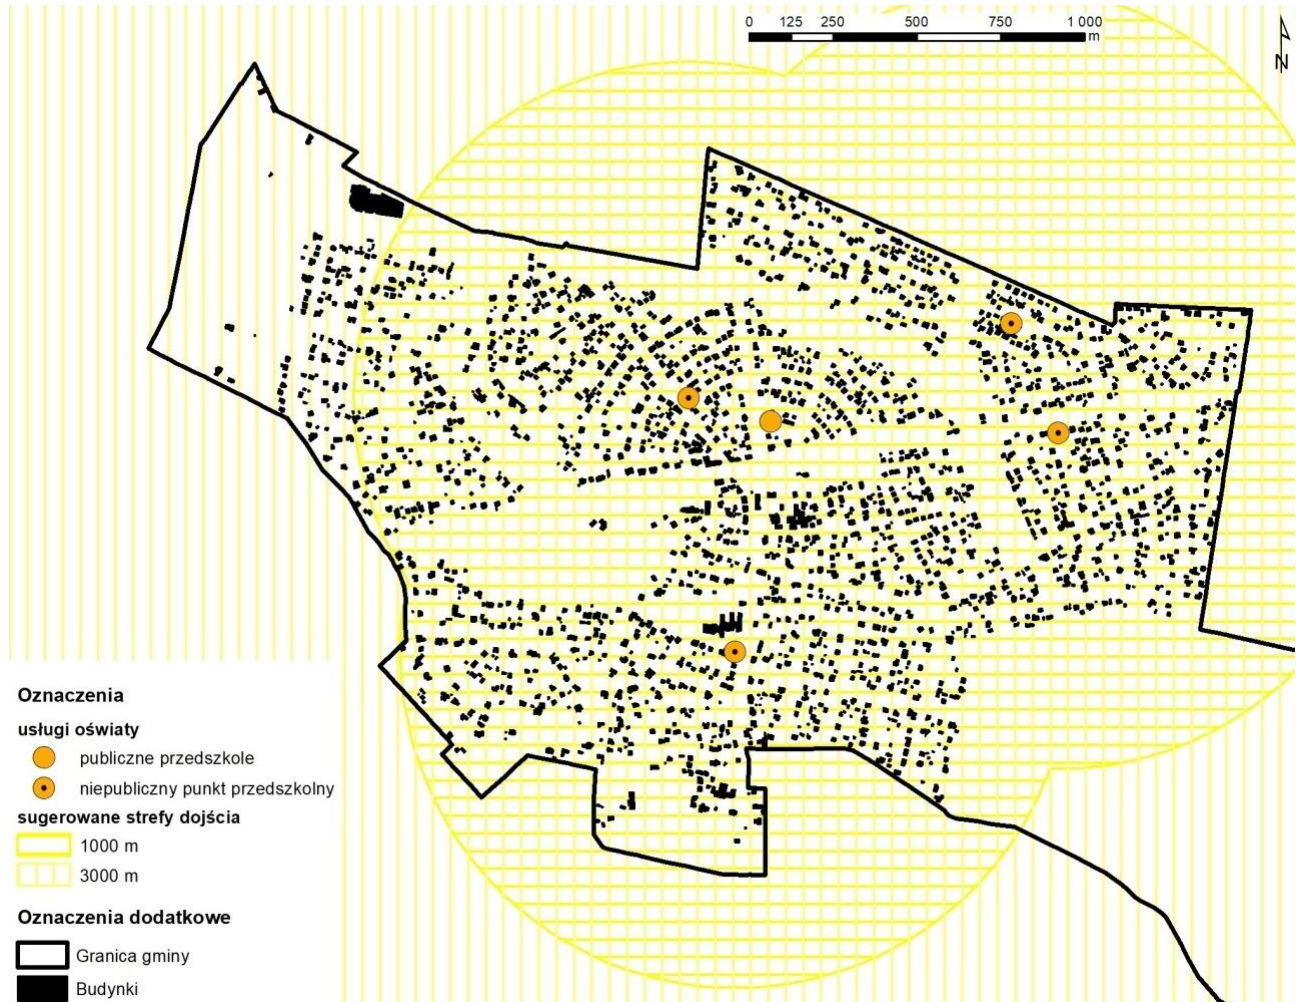 0 125 250 500 750 1 000
m
N
Oznaczenia
usługi oświaty
publiczne przedszkole
niepubliczny punkt przedszkolny
sugerowane strefy dojścia
1000 m
3000 m
Oznaczenia dodatkowe
Granica gminy
Budynki